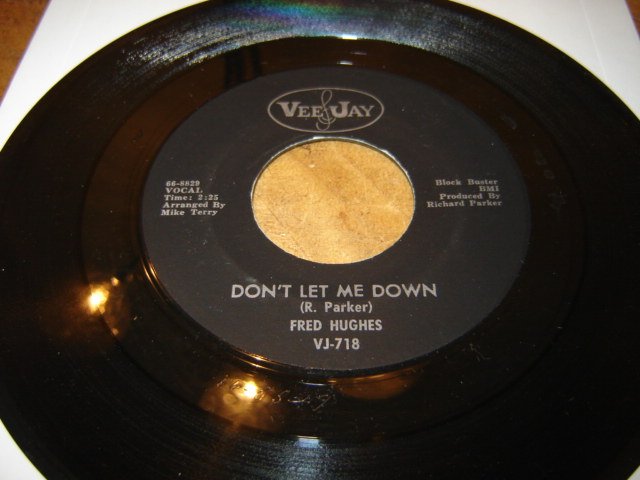 VEE JAY
66-8829
VOCAL
Time: 2:25
Arranged By
Mike Terry
Block Buster
BMI
Produced By
Richard Parker
DON'T LET ME DOWN
(R. Parker)
FRED HUGHES
VJ-718